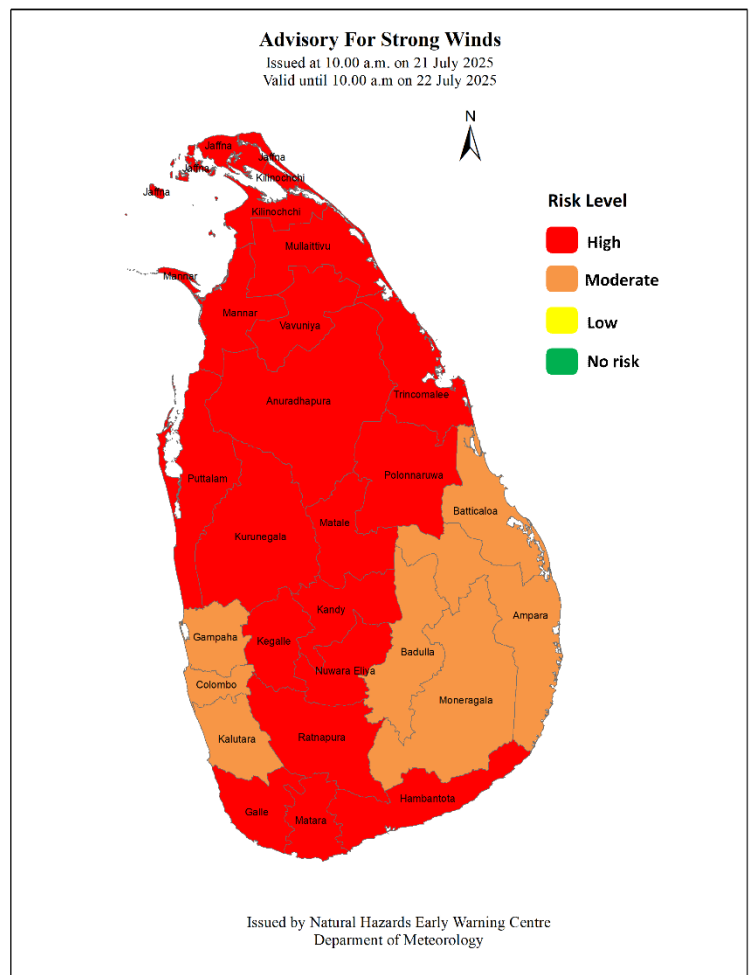 Advisory For Strong Winds
Issued at 10.00 a.m. on 21 July 2025
Valid until 10.00 a.m on 22 July 2025
N
Jaffna
Jaffna
Jaffna
Kilinochchi
Jaffna
Kilinochchi
Risk Level
High
Mullaittivu
Mannar
Moderate
Mannar
Vavuniya
Low
No risk
Anuradhapura
Trincomalee
Puttalam
Polonnaruwa
Batticaloa
Matale
Kurunegala
Kandy
Ampara
Gampaha
Kegalle
Badulla
Nuwara Eliya
Colombo
Moneragala
Kalutara
Ratnapura
Hambantota
Galle
Matara
Issued by Natural Hazards Early Warning Centre
Deparment of Meteorology